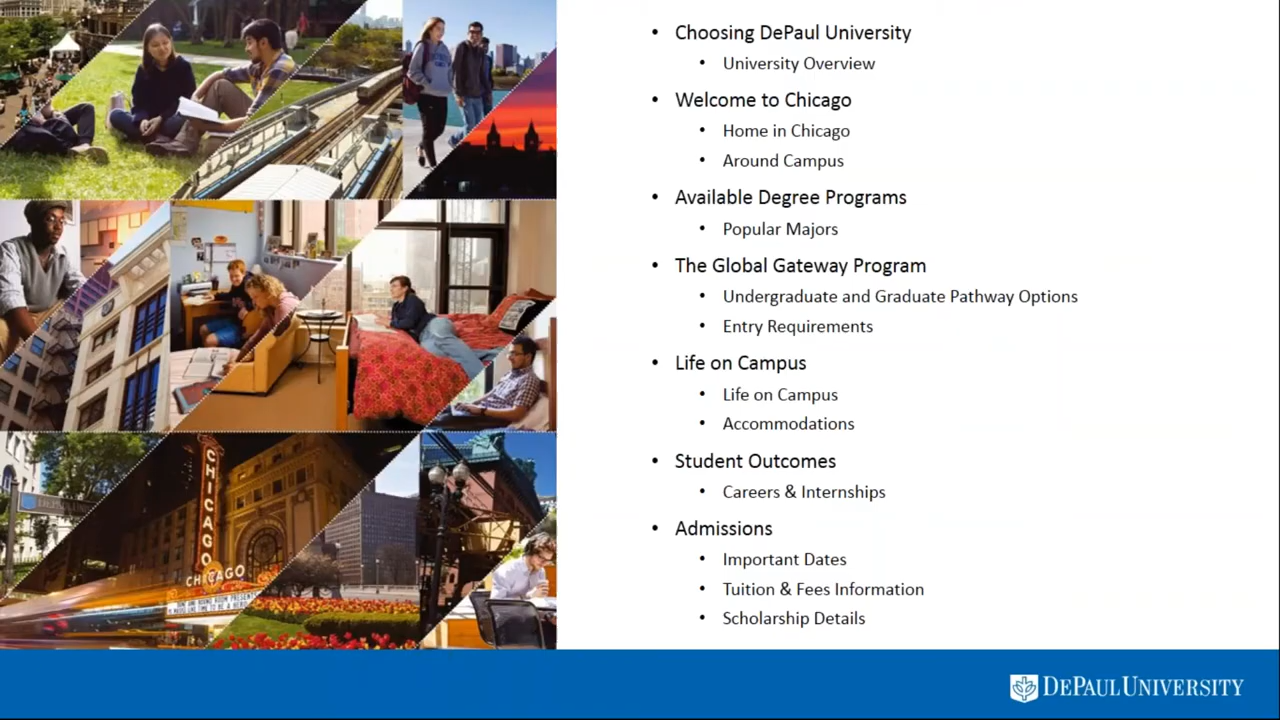 • Choosing DePaul University
• University Overview
• Welcome to Chicago
• Home in Chicago
• Around Campus
• Available Degree Programs
• Popular Majors
• The Global Gateway Program
• Undergraduate and Graduate Pathway Options
• Entry Requirements
• Life on Campus
• Life on Campus
• Accommodations
• Student Outcomes
• Careers & Internships
• Admissions
• Important Dates
• Tuition & Fees Information
• Scholarship Details
CHICAGO
CHICAGO
DEPAUL UNIVERSITY